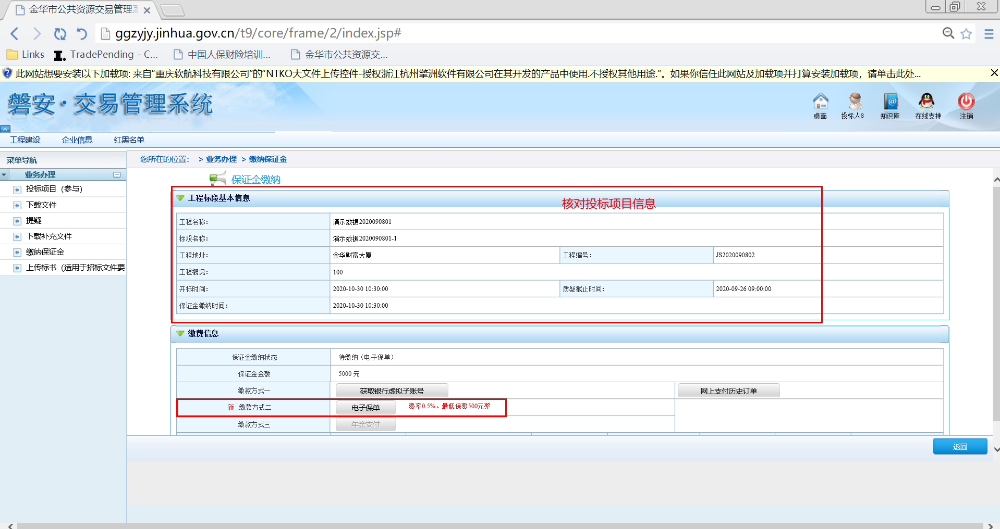 金华市公共资源交易管理系
ggzyjy.jinhua.gov.cn/t9/core/frame/2/index.jsp#
Links
TradePending - C...
中国人保财险培训...
金华市公共资源交...
此网站想要安装以下加载项: 来自“重庆软航科技有限公司”的“NTKO大文件上传控件-授权浙江杭州擎洲软件有限公司在其开发的产品中使用.不授权其他用途.”。如果你信任此网站及加载项并打算安装加载项，请单击此处...
磐安·交易管理系统
桌面
投标人8
知识库
在线支持
注销
工程建设
企业信息
红黑名单
菜单导航
业务办理
投标项目（参与）
下载文件
提疑
下载补充文件
缴纳保证金
上传标书（适用于招标文件要
您所在的位置： > 业务办理 > 缴纳保证金
保证金缴纳
工程标段基本信息
核对投标项目信息
工程名称： 演示数据2020090801
标段名称： 演示数据2020090801-1
工程地址： 金华财富大厦 工程编号： JS2020090802
工程概况： 100
开标时间： 2020-10-30 10:30:00 质疑截止时间： 2020-09-26 09:00:00
保证金缴纳时间： 2020-10-30 10:30:00
缴费信息
保证金缴纳状态 待缴纳（电子保单）
保证金金额 5000 元
缴款方式一 获取银行虚拟子账号 网上支付历史订单
新 缴款方式二 电子保单 费率0.5%、最低保费500元整
缴款方式三 年金支付
返回